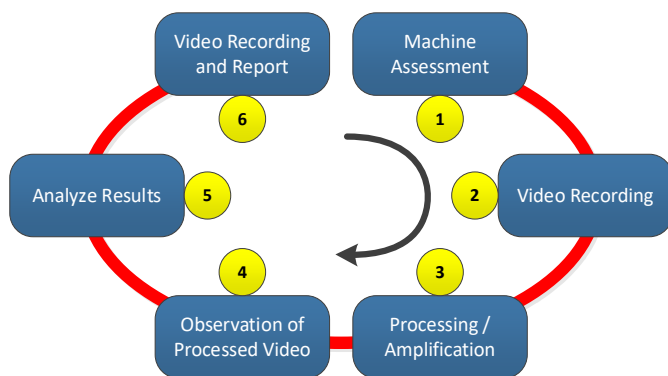 Machine
Assessment
1
Video Recording
2
Processing /
Amplification
3
Observation of
Processed Video
4
Analyze Results
5
Video Recording
and Report
6